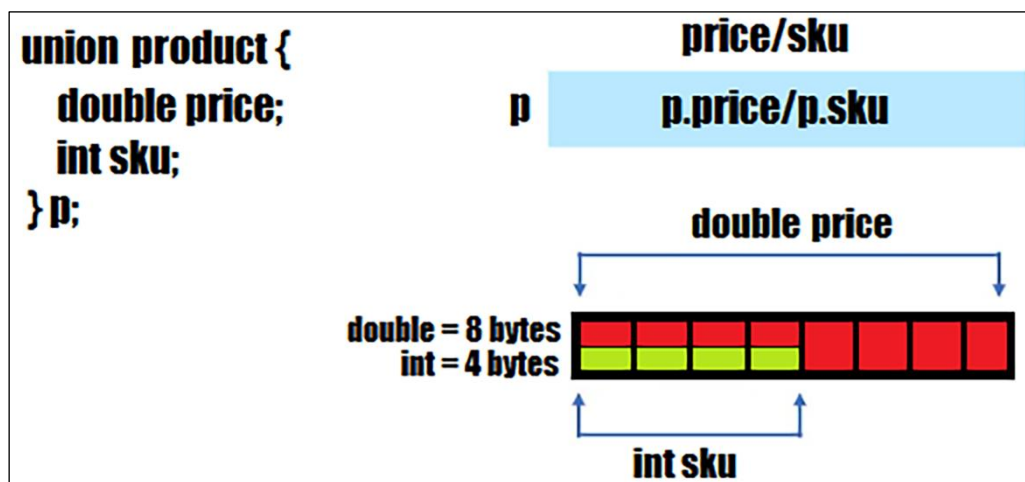 union product {
double price;
int sku;
} p;
price/sku
p
p.price/p.sku
double price
double = 8 bytes
int = 4 bytes
int sku